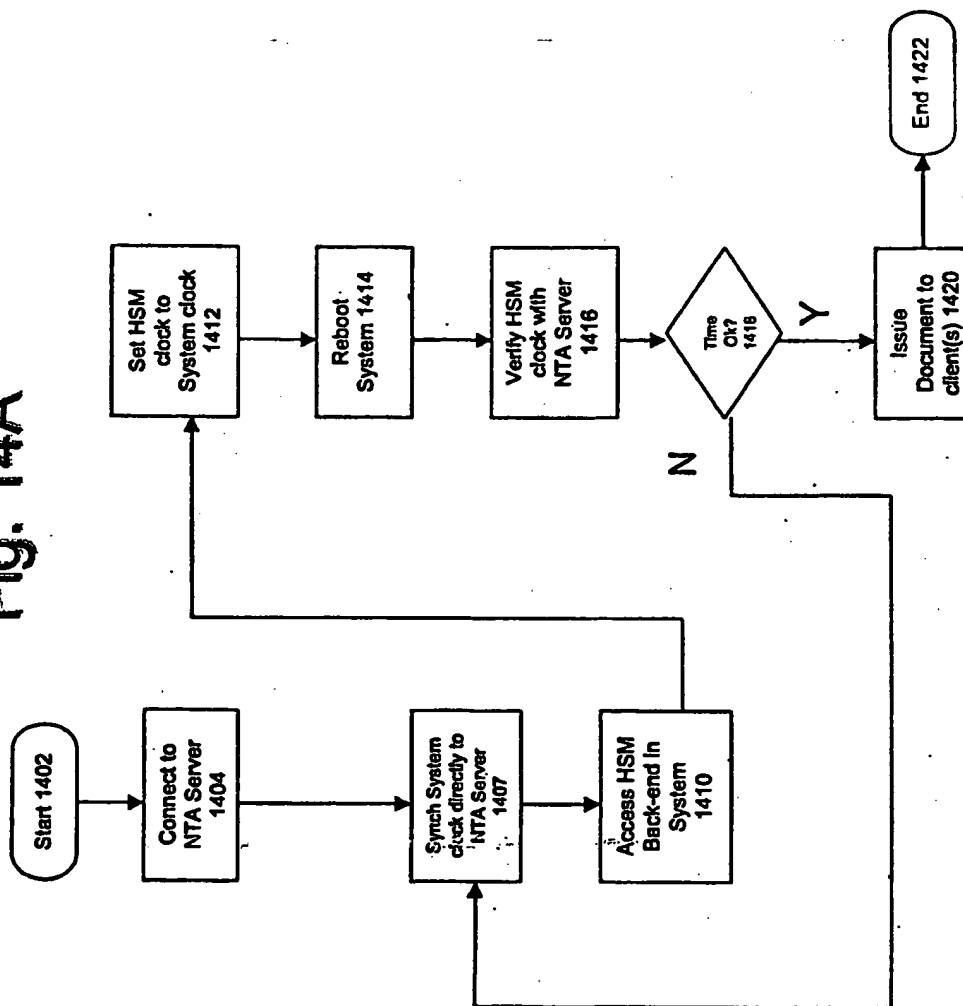 Fig. 14A
Start 1402
Connect to
NTA Server
1404
Synch System
clock directly to
NTA Server
1407
Access HSM
Back-end in
System
1410
Set HSM
clock to
System clock
1412
Reboot
System 1414
Verify HSM
clock with
NTA Server
1416
Time
Ok?
1418
N
Y
Issue
Document to
client(s) 1420
End 1422